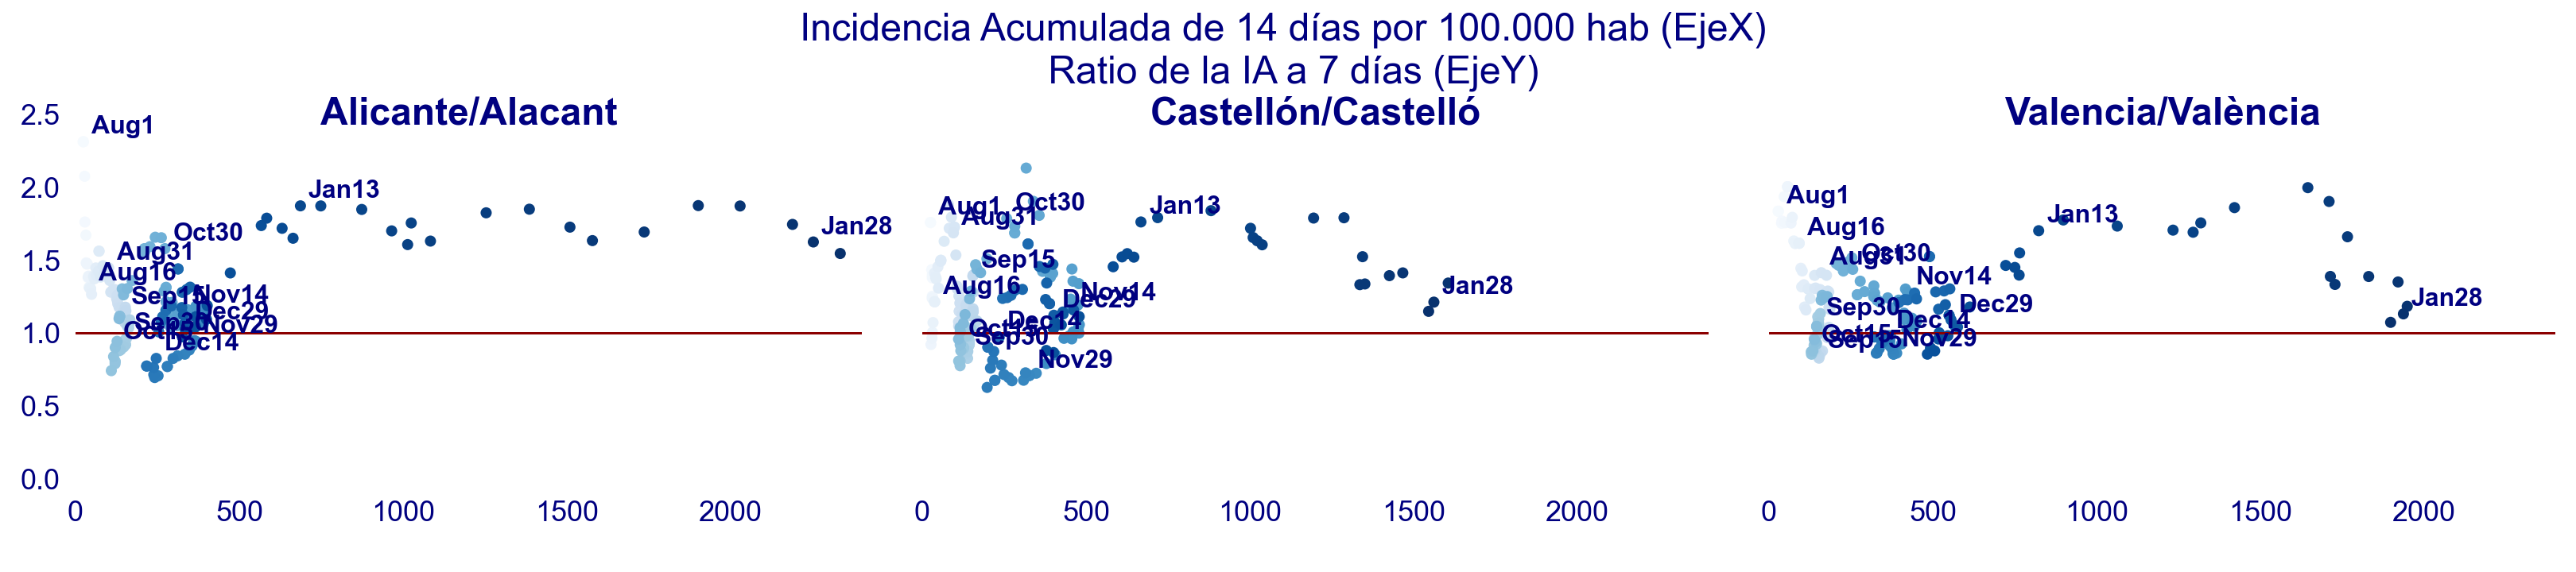 Incidencia Acumulada de 14 días por 100.000 hab (EjeX)
Ratio de la IA a 7 días (EjeY)
Alicante/Alacant
2.5
2.0
1.5
1.0
0.5
0.0
Aug1
Jan13
Jan28
Oct30
Aug31
Aug16
Sep15
Nov14
Dec29
Sep30
Nov29
Oct15
Dec14
0
500
1000
1500
2000
Castellón/Castelló
Aug1
Oct30
Jan13
Aug31
Sep15
Aug16
Nov14
Dec29
Jan28
Dec14
Oct15
Sep30
Nov29
0
500
1000
1500
2000
Valencia/València
Aug1
Jan13
Aug16
Oct30
Aug31
Nov14
Sep30
Dec29
Jan28
Dec14
Oct15
Sep15
Nov29
0
500
1000
1500
2000